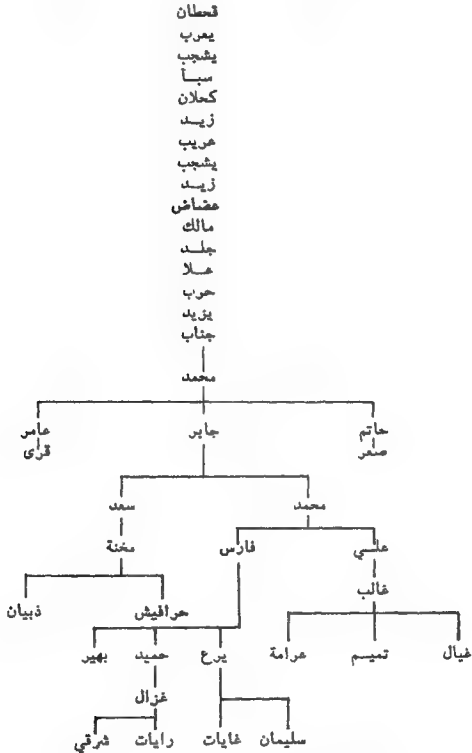 قحطان
يعرب
يشجب
سبأ
كحلان
زيد
عريب
يشجب
زيد
عضاض
مالك
جلد
علا
حرب
يزيد
جناب
محمد
حاتم جابر عامر
صعر قرى
محمد سعد
علي فارس مخنة
غالب
حرافيش ذبيان
غيال تميم عرامة يرع حميد بهير
غزال
سليمان غايات رايات شرقي